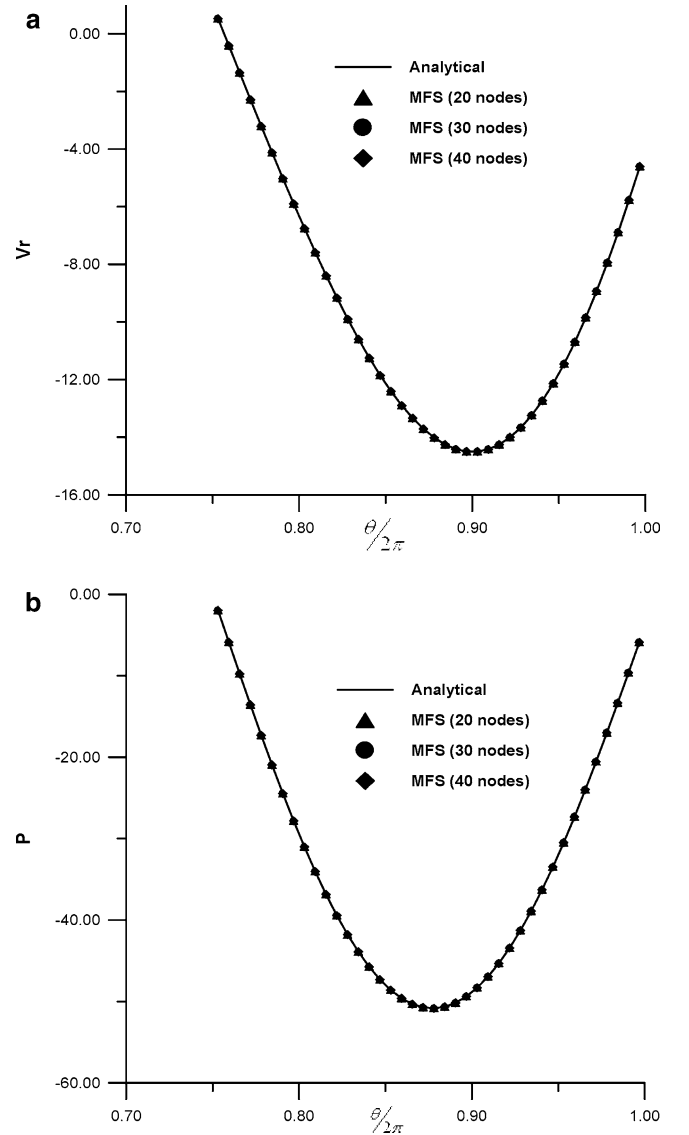 a
0.00
-4.00
-8.00
-12.00
-16.00
Vr
Analytical
MFS (20 nodes)
MFS (30 nodes)
MFS (40 nodes)
0.70
0.80
0.90
1.00
θ/2π
b
0.00
-20.00
-40.00
-60.00
P
Analytical
MFS (20 nodes)
MFS (30 nodes)
MFS (40 nodes)
0.70
0.80
0.90
1.00
θ/2π